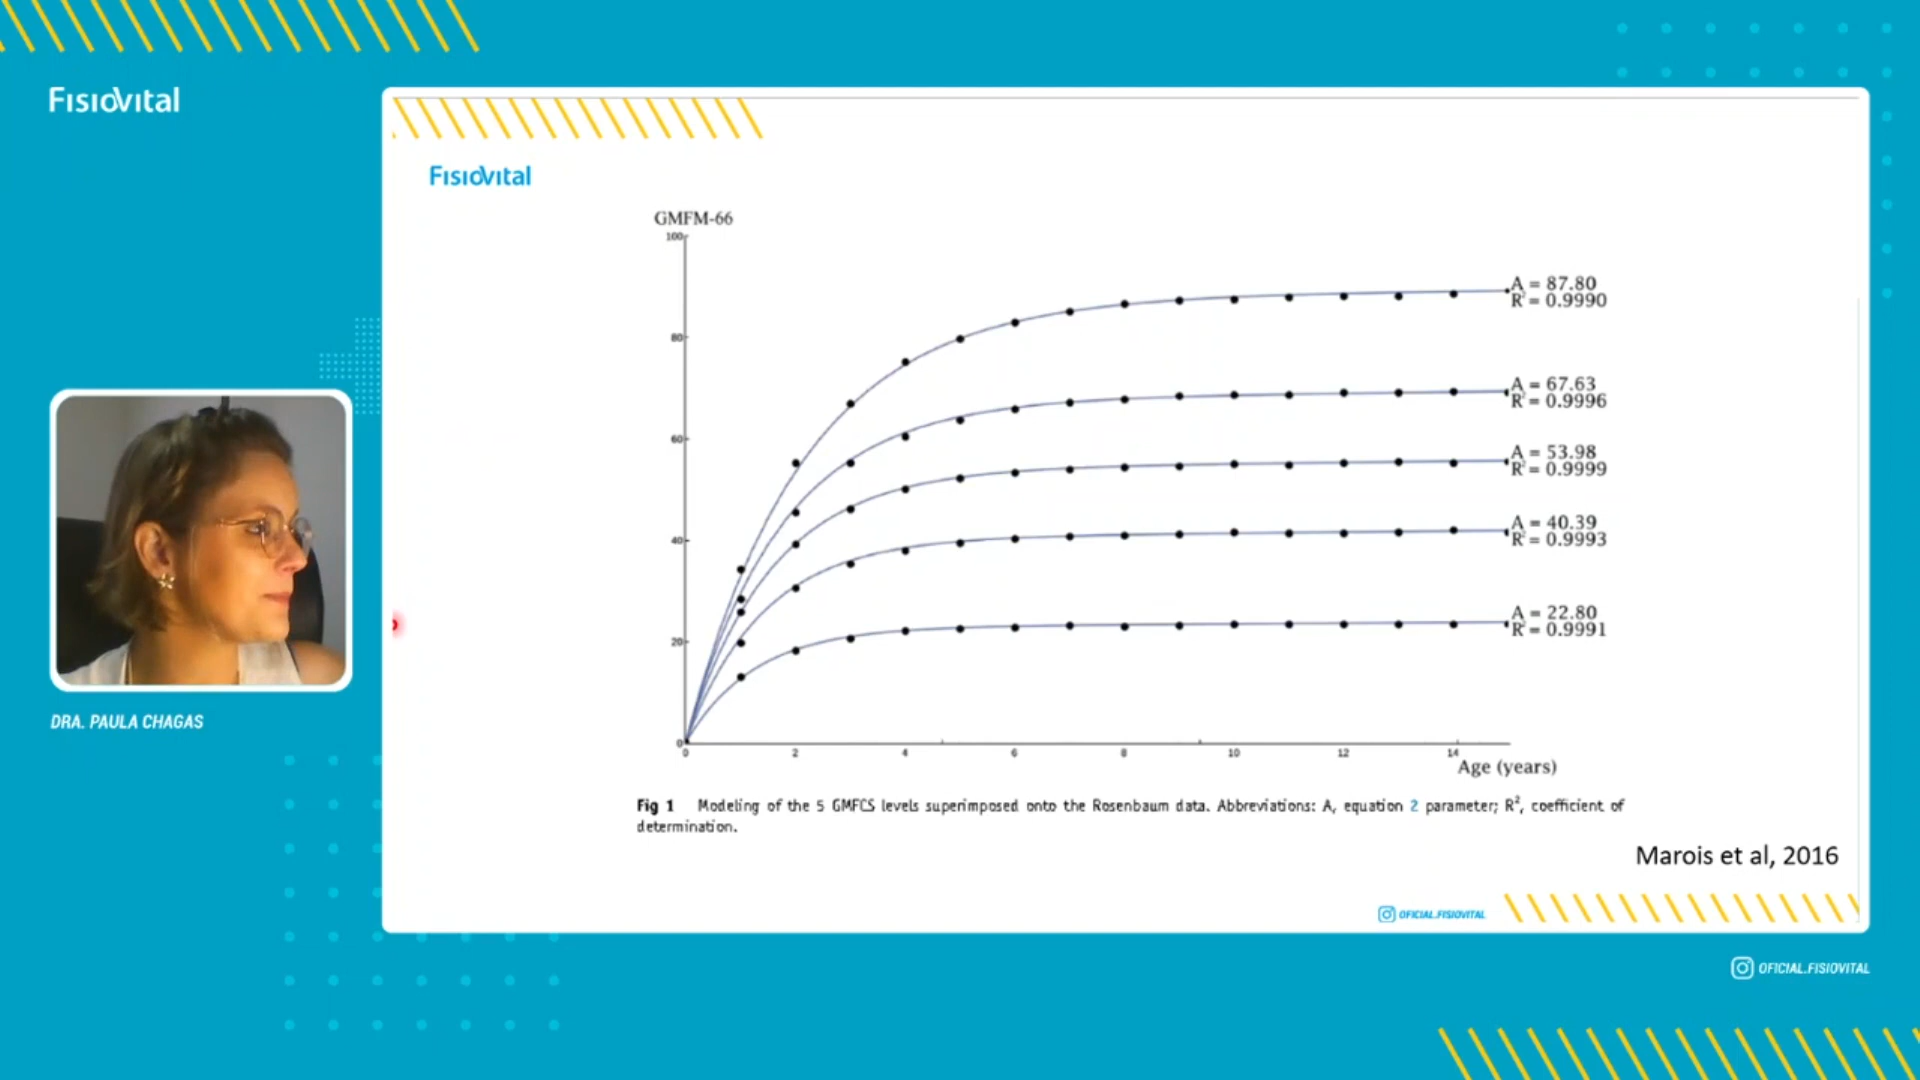 FısıoVıtal
FısıoVıtal
GMFM-66
100
80
60
40
20
0
0 2 4 6 8 10 12 14
Age (years)
A = 87.80
R² = 0.9990
A = 67.63
R² = 0.9996
A = 53.98
R² = 0.9999
A = 40.39
R² = 0.9993
A = 22.80
R² = 0.9991
Fig 1 Modeling of the 5 GMFCS levels superimposed onto the Rosenbaum data. Abbreviations: A, equation 2 parameter; R², coefficient of
determination.
Marois et al, 2016
OFICIAL.FISIOVITAL
DRA. PAULA CHAGAS
OFICIAL.FISIOVITAL